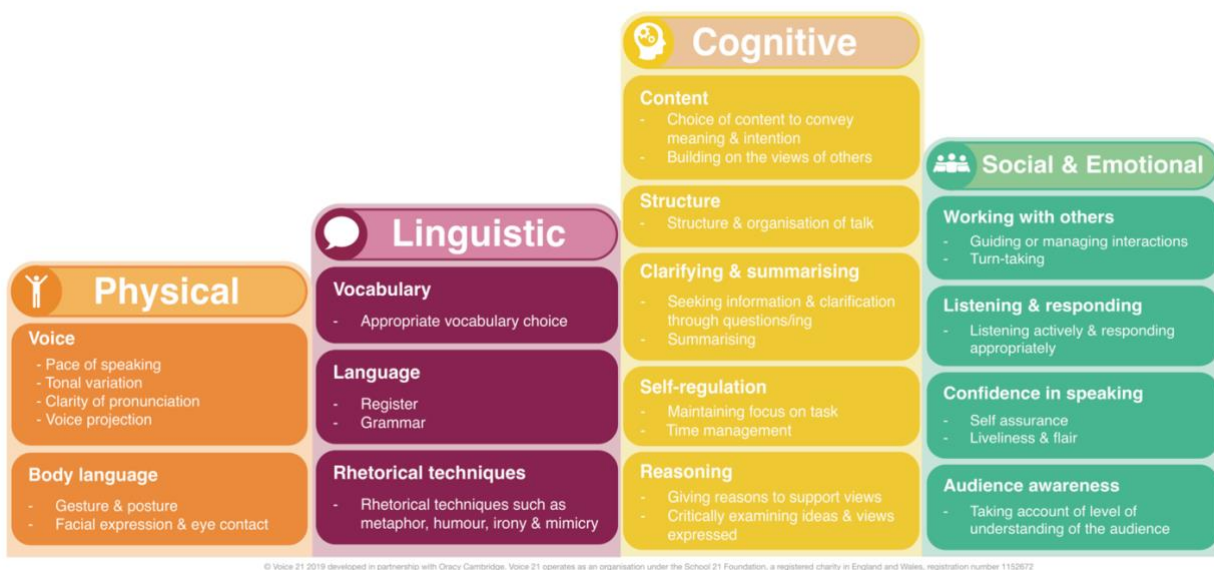 Physical
Voice
- Pace of speaking
- Tonal variation
- Clarity of pronunciation
- Voice projection
Body language
- Gesture & posture
- Facial expression & eye contact
Linguistic
Vocabulary
- Appropriate vocabulary choice
Language
- Register
- Grammar
Rhetorical techniques
- Rhetorical techniques such as
metaphor, humour, irony & mimicry
Cognitive
Content
- Choice of content to convey
meaning & intention
- Building on the views of others
Structure
- Structure & organisation of talk
Clarifying & summarising
- Seeking information & clarification
through questions/ing
- Summarising
Self-regulation
- Maintaining focus on task
- Time management
Reasoning
- Giving reasons to support views
- Critically examining ideas & views
expressed
Social & Emotional
Working with others
- Guiding or managing interactions
- Turn-taking
Listening & responding
- Listening actively & responding
appropriately
Confidence in speaking
- Self assurance
- Liveliness & flair
Audience awareness
- Taking account of level of
understanding of the audience
© Voice 21 2019 developed in partnership with Oracy Cambridge. Voice 21 operates as an organisation under the School 21 Foundation, a registered charity in England and Wales, registration number 1152672